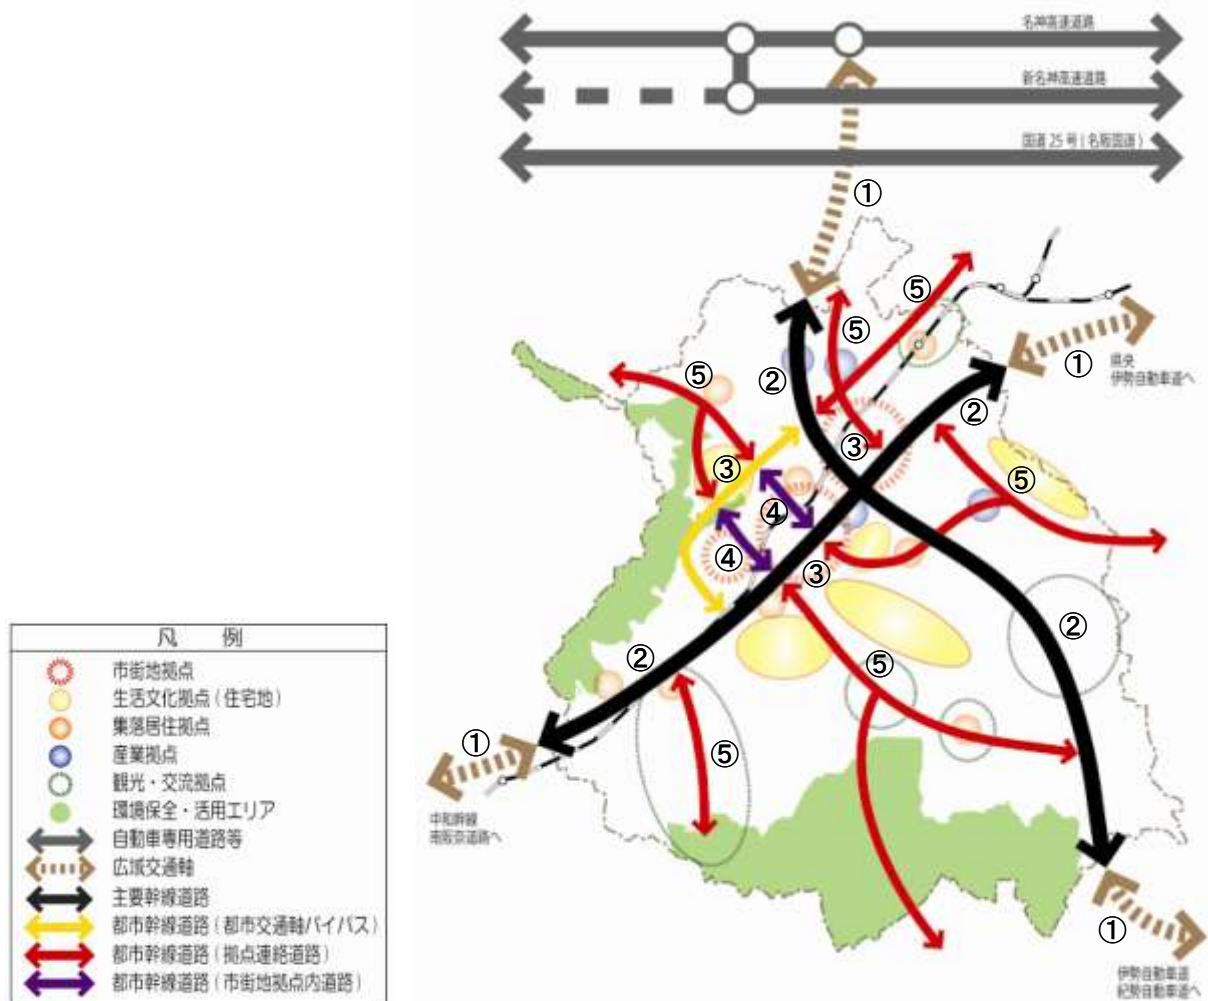 名神高速道路
新名神高速道路
国道25号(名阪国道)
①
⑤
⑤
①
県央
伊勢自動車道へ
②
⑤
②
③
③
⑤
④
④
③
②
②
⑤
①
⑤
中和幹線
南阪奈道路へ
①
伊勢自動車道
紀勢自動車道へ
凡 例
市街地拠点
生活文化拠点(住宅地)
集落居住拠点
産業拠点
観光・交流拠点
環境保全・活用エリア
自動車専用道路等
広域交通軸
主要幹線道路
都市幹線道路(都市交通軸バイパス)
都市幹線道路(拠点連絡道路)
都市幹線道路(市街地拠点内道路)